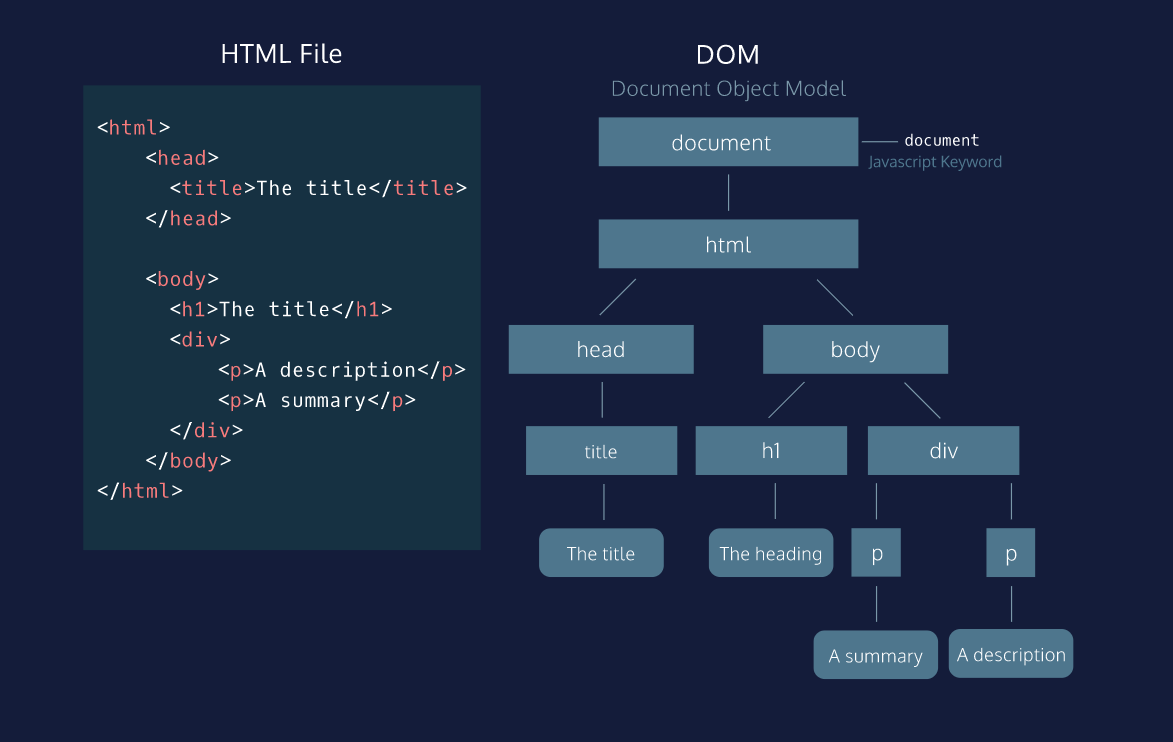 HTML File
<html>
<head>
<title>The title</title>
</head>
<body>
<h1>The title</h1>
<div>
<p>A description</p>
<p>A summary</p>
</div>
</body>
</html>
DOM
Document Object Model
document
document
Javascript Keyword
html
head
body
title
h1
div
The title
The heading
p
p
A summary
A description